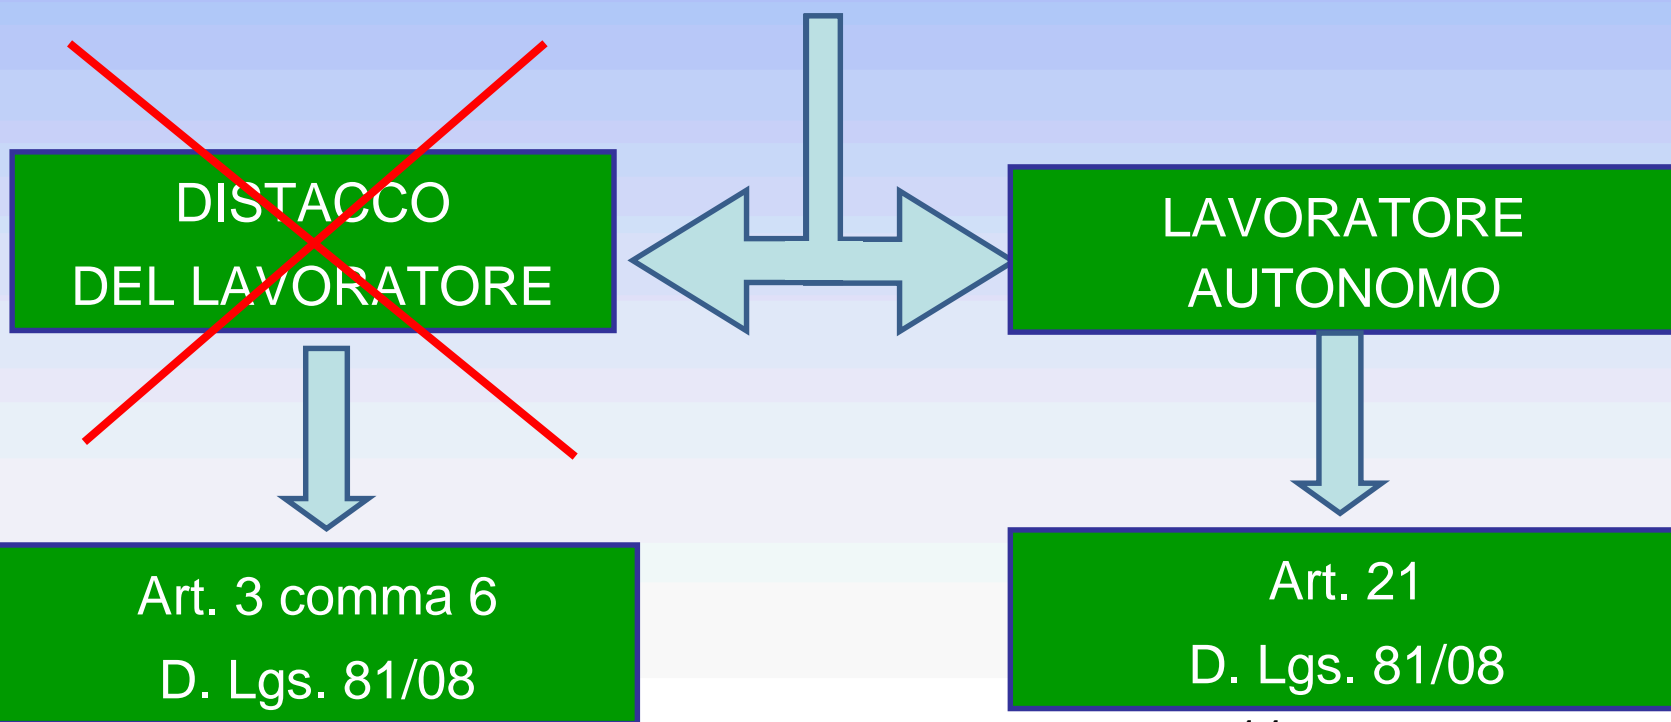 DISTACCO
DEL LAVORATORE
LAVORATORE
AUTONOMO
Art. 3 comma 6
D. Lgs. 81/08
Art. 21
D. Lgs. 81/08